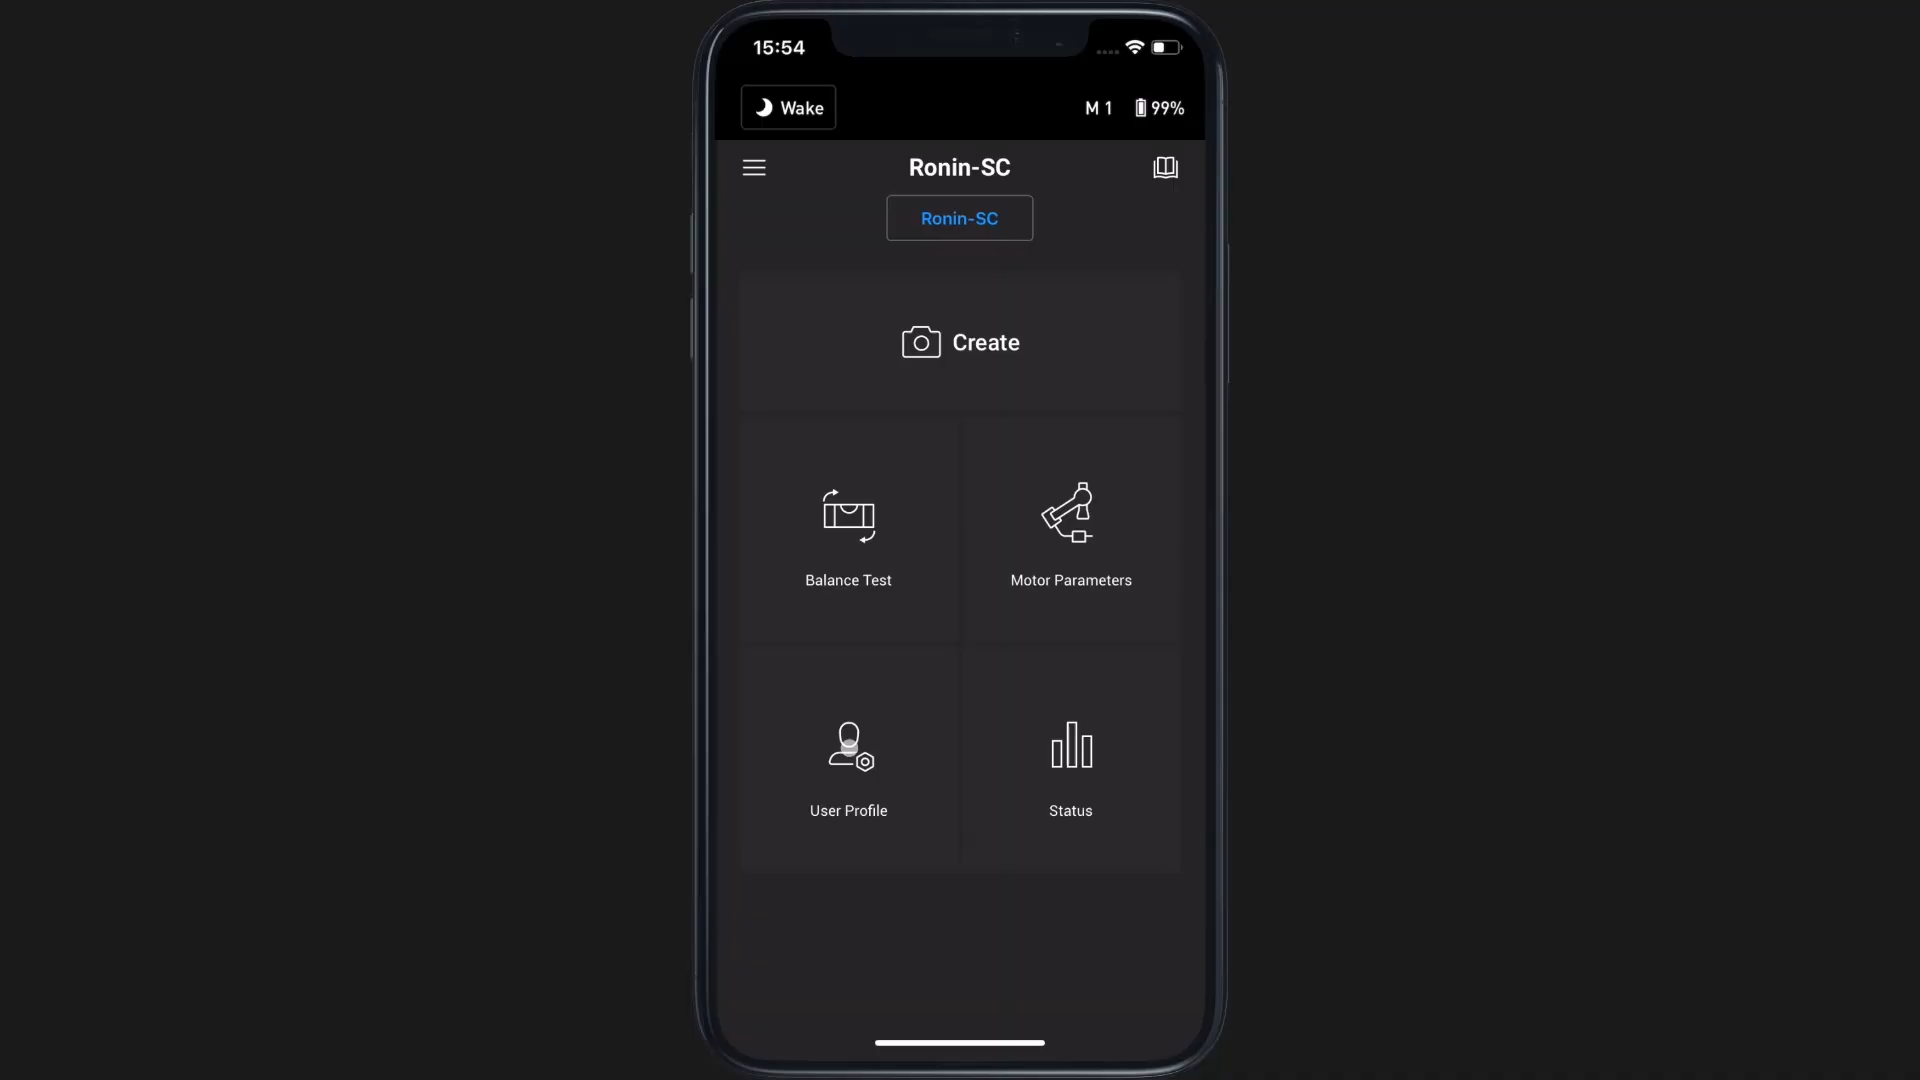 15:54
Wake
M 1
99%
Ronin-SC
Ronin-SC
Create
Balance Test
Motor Parameters
User Profile
Status